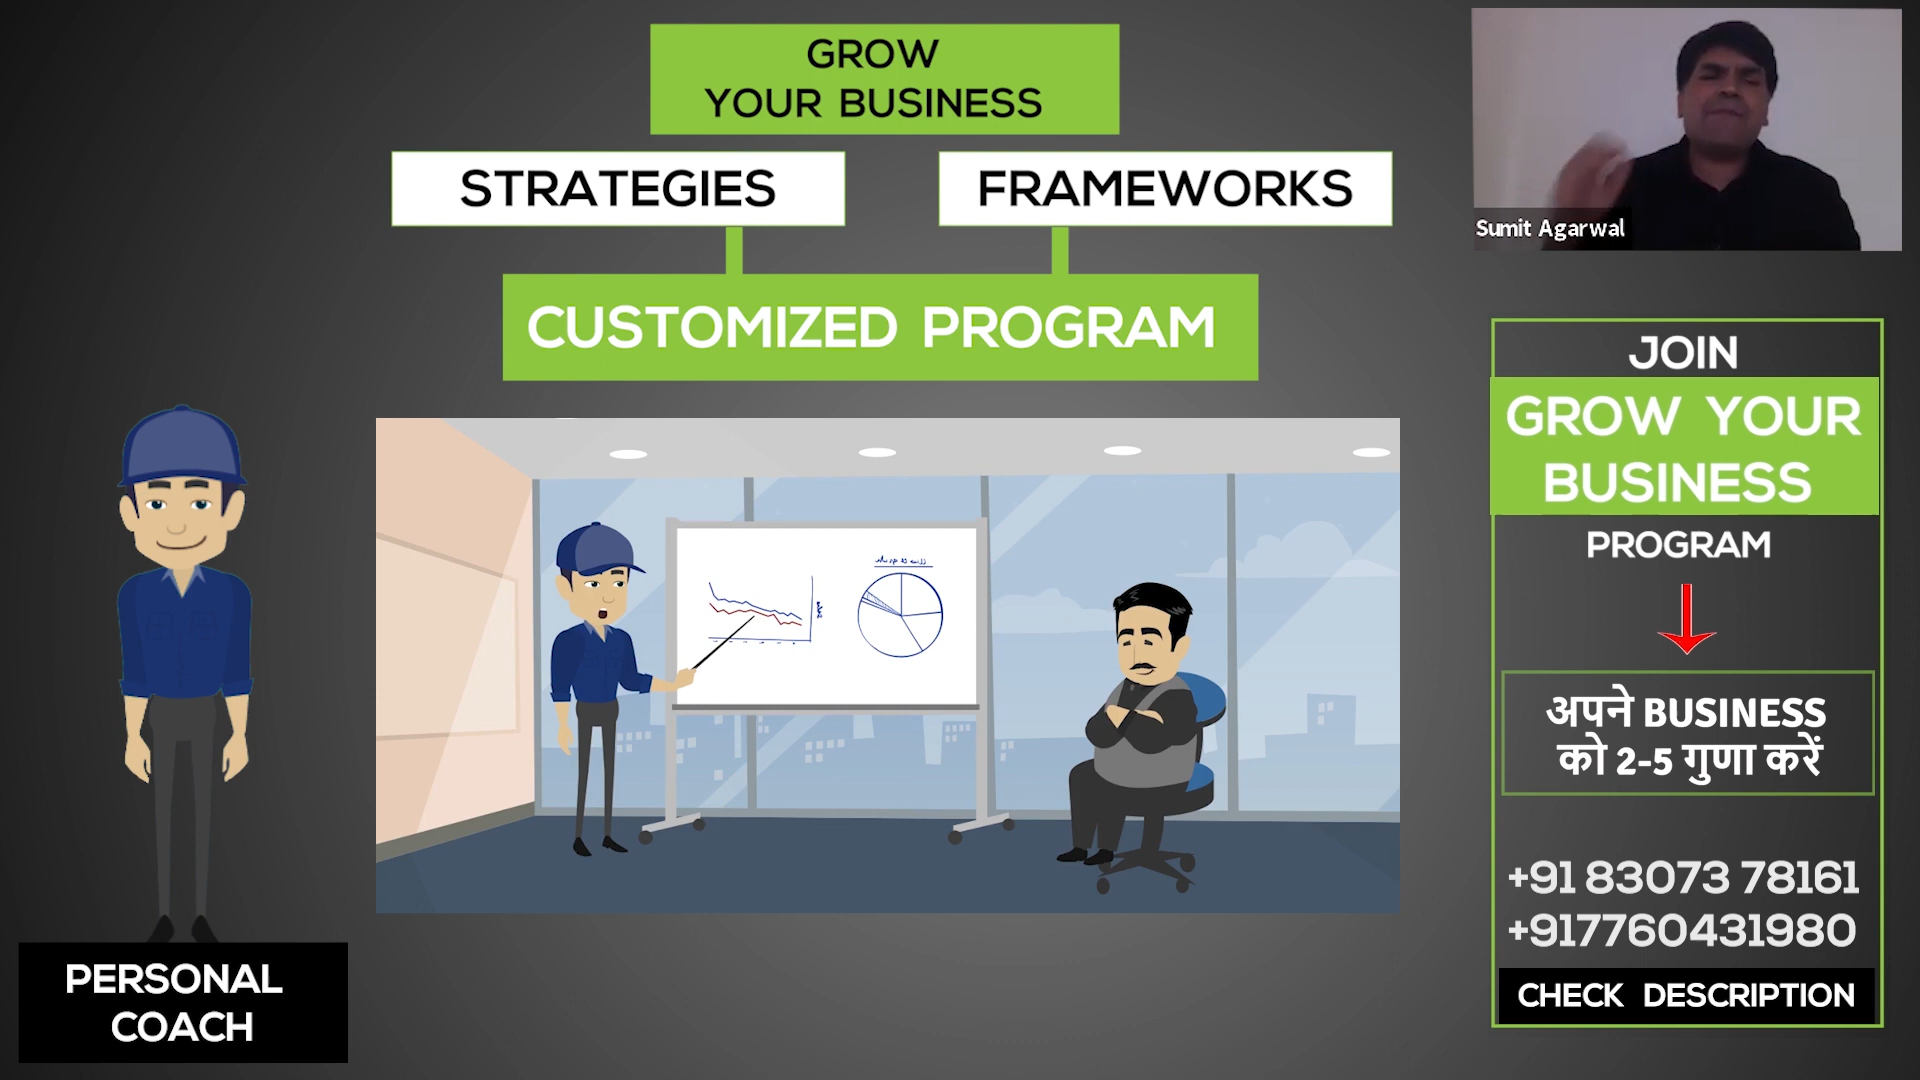 GROW
YOUR BUSINESS
STRATEGIES
FRAMEWORKS
CUSTOMIZED PROGRAM
Sumit Agarwal
JOIN
GROW YOUR
BUSINESS
PROGRAM
अपने BUSINESS
को 2-5 गुणा करें
+91 83073 78161
+917760431980
CHECK DESCRIPTION
PERSONAL
COACH